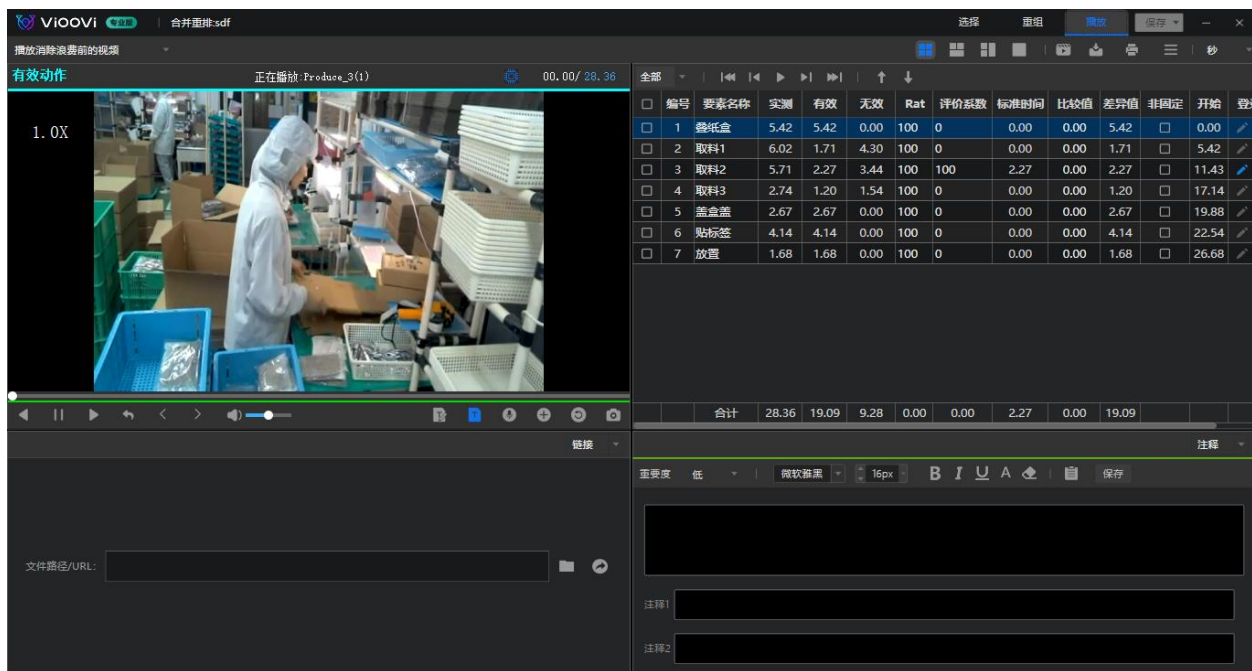 ViOOVi 专业版 合并重排.sdf 选择 重组 播放 保存
播放消除浪费前的视频 秒
有效动作 正在播放:Produce_3(1) 00.00/28.36
1.0X
全部
编号 要素名称 实测 有效 无效 Rat 评价系数 标准时间 比较值 差异值 非固定 开始
1 叠纸盒 5.42 5.42 0.00 100 0 0.00 0.00 5.42 0.00
2 取料1 6.02 1.71 4.30 100 0 0.00 0.00 1.71 5.42
3 取料2 5.71 2.27 3.44 100 100 2.27 0.00 2.27 11.43
4 取料3 2.74 1.20 1.54 100 0 0.00 0.00 1.20 17.14
5 盖盒盖 2.67 2.67 0.00 100 0 0.00 0.00 2.67 19.88
6 贴标签 4.14 4.14 0.00 100 0 0.00 0.00 4.14 22.54
7 放置 1.68 1.68 0.00 100 0 0.00 0.00 1.68 26.68
合计 28.36 19.09 9.28 0.00 0.00 2.27 0.00 19.09
链接
文件路径/URL:
注释
重要度 低 微软雅黑 16px B I U A 保存
注释1
注释2